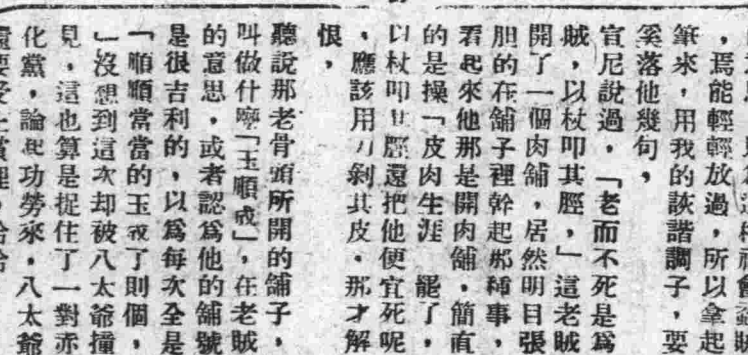 ，焉能輕輕放過，所以拿起
筆來，用我的詼諧調子，要
奚落他幾句，
宣尼說過，「老而不死是爲
賊，以杖叩其脛，」這老賊
開了一個肉舖，居然明目張
胆的在舖子裡幹起那種事，
看起來他那是開肉舖，簡直
的是操「皮肉生涯　罷了，
以杖叩其脛還把他便宜死呢
，應該用刀剝其皮。那才解
恨，
聽說那老骨頭所開的舖子，
叫做什麽「玉順成」，在老賊
的意思，或者認爲他的舖號
是很吉利的，以爲每次全是
「順順當當的玉成了則個，
」沒想到這次却被八太爺撞
見，這也算是捉住了一對赤
化黨，論起功勞來，八太爺